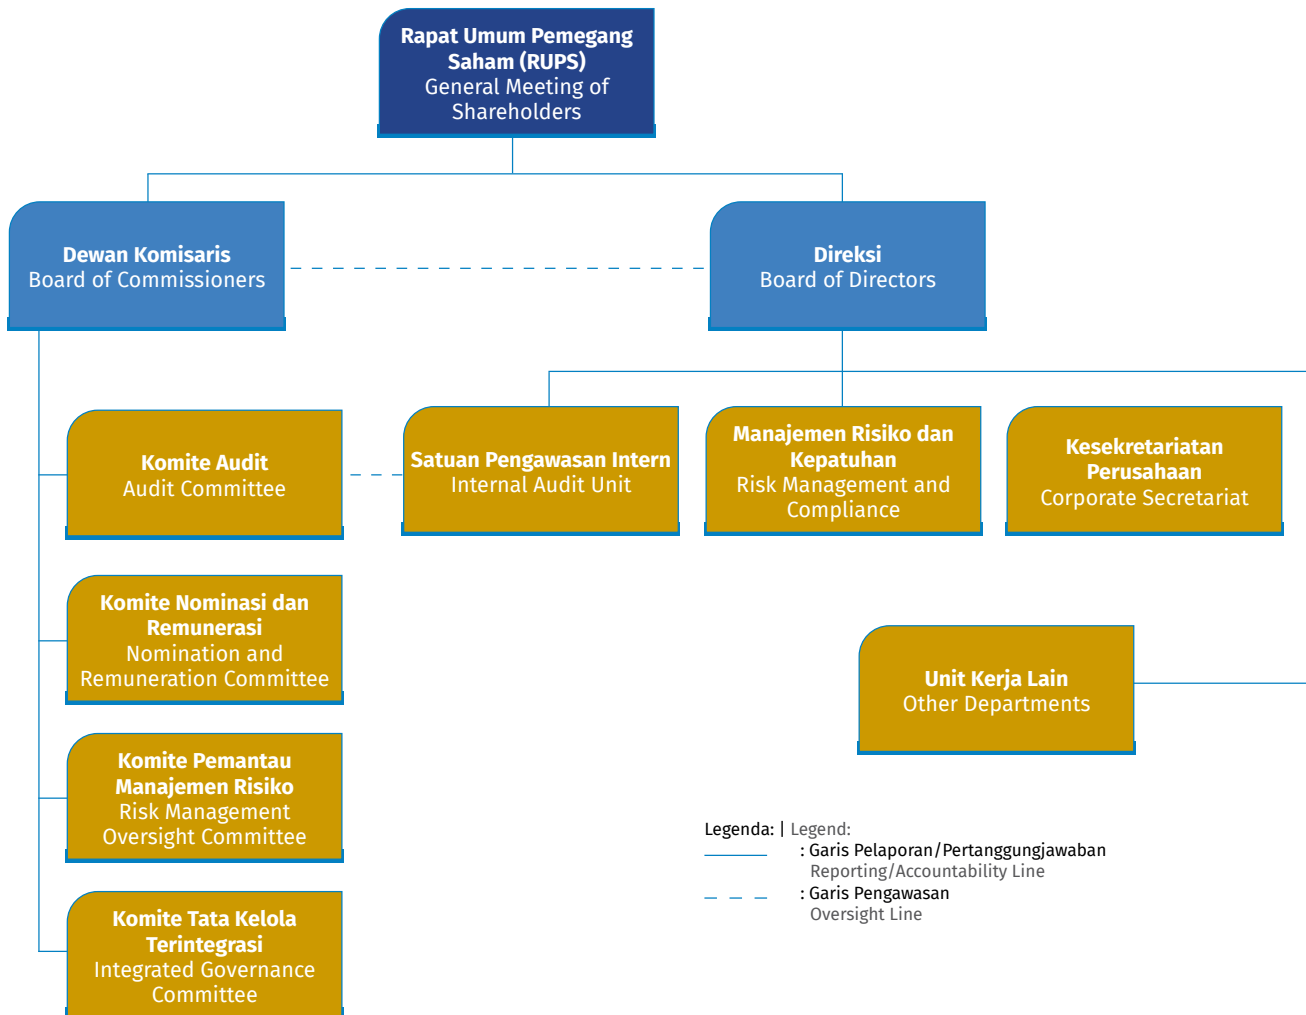 Rapat Umum Pemegang
Saham (RUPS)
General Meeting of
Shareholders
Dewan Komisaris
Board of Commissioners
Direksi
Board of Directors
Komite Audit
Audit Committee
Satuan Pengawasan Intern
Internal Audit Unit
Manajemen Risiko dan
Kepatuhan
Risk Management and
Compliance
Kesekretariatan
Perusahaan
Corporate Secretariat
Komite Nominasi dan
Remunerasi
Nomination and
Remuneration Committee
Unit Kerja Lain
Other Departments
Komite Pemantau
Manajemen Risiko
Risk Management
Oversight Committee
Komite Tata Kelola
Terintegrasi
Integrated Governance
Committee
Legenda: | Legend:
: Garis Pelaporan/Pertanggungjawaban
Reporting/Accountability Line
: Garis Pengawasan
Oversight Line